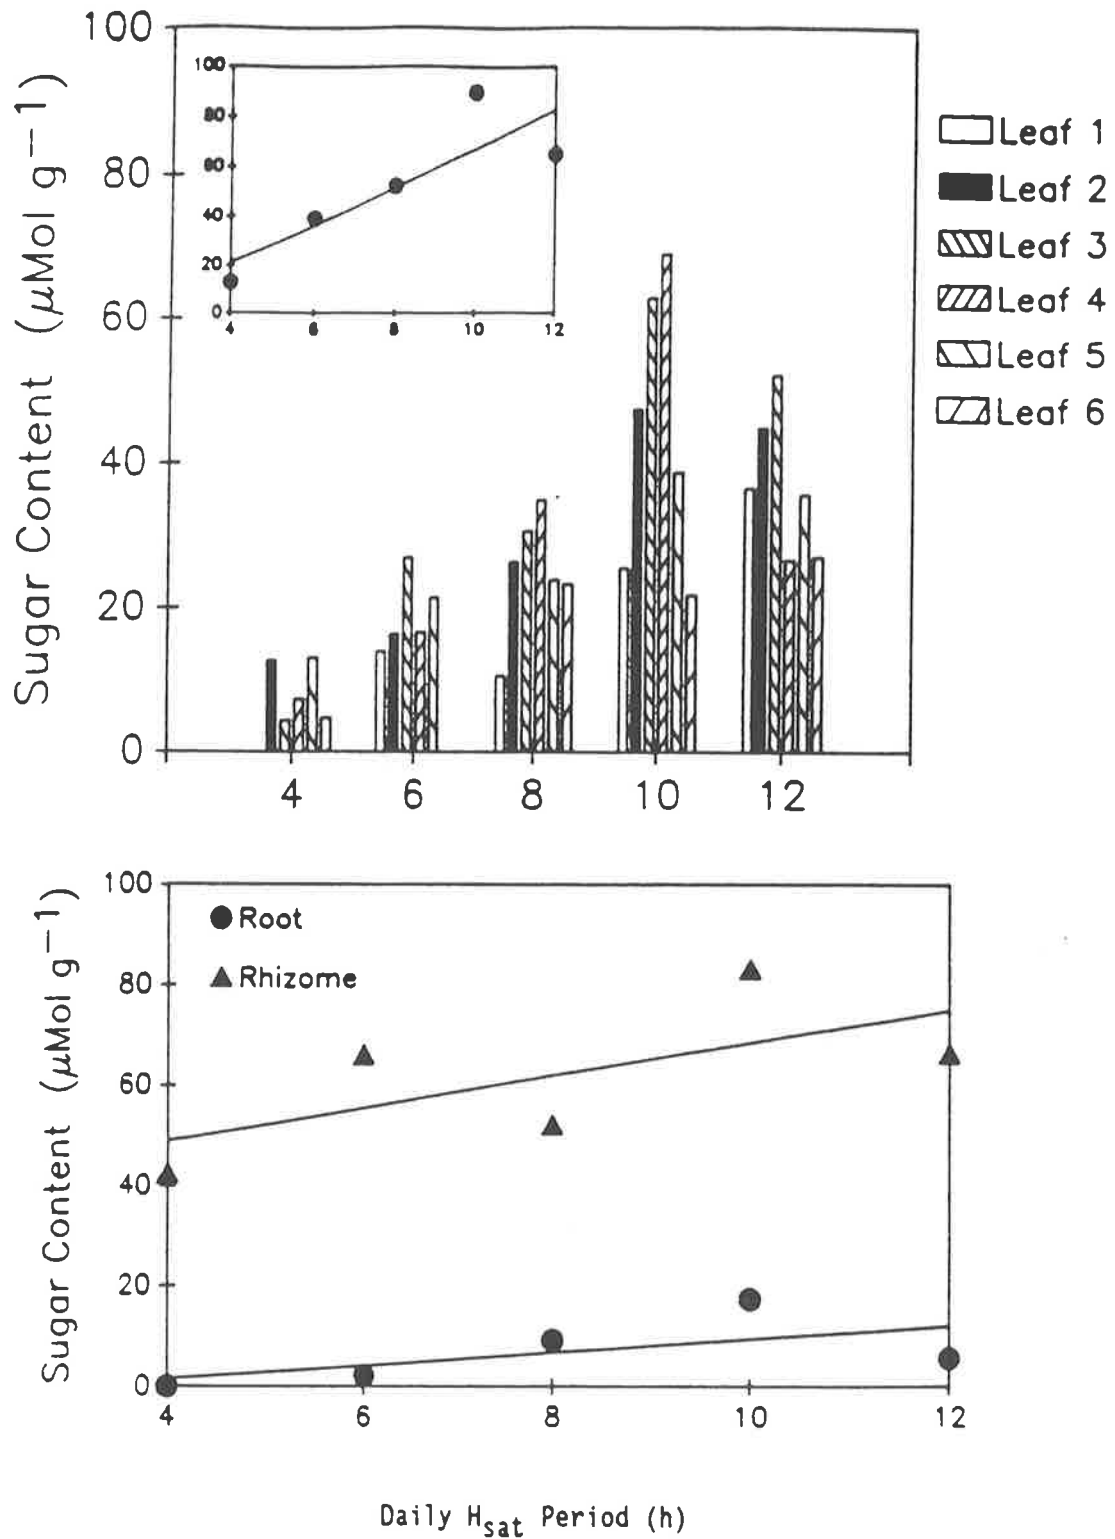 Sugar Content (μMol g−1)
100
80
60
40
20
0
4 6 8 10 12
100
80
60
40
20
0
4 6 8 10 12
Leaf 1
Leaf 2
Leaf 3
Leaf 4
Leaf 5
Leaf 6
Sugar Content (μMol g−1)
100
80
60
40
20
0
4 6 8 10 12
Root
Rhizome
Daily Hsat Period (h)